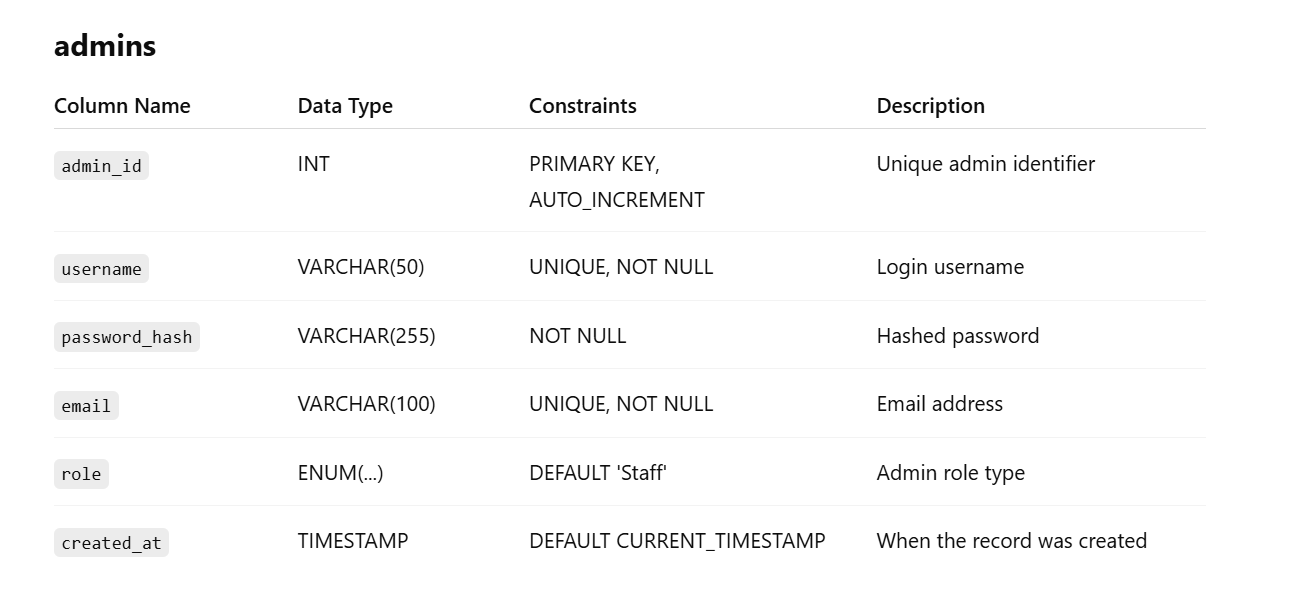 admins
Column Name Data Type Constraints Description
admin_id INT PRIMARY KEY, Unique admin identifier
AUTO_INCREMENT
username VARCHAR(50) UNIQUE, NOT NULL Login username
password_hash VARCHAR(255) NOT NULL Hashed password
email VARCHAR(100) UNIQUE, NOT NULL Email address
role ENUM(...) DEFAULT 'Staff' Admin role type
created_at TIMESTAMP DEFAULT CURRENT_TIMESTAMP When the record was created